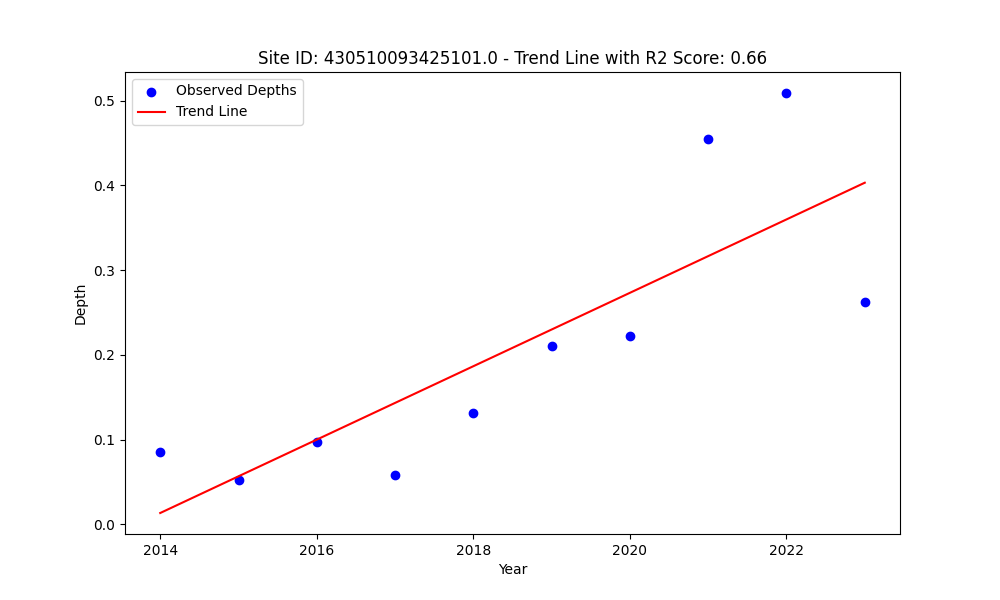 Site ID: 430510093425101.0 - Trend Line with R2 Score: 0.66
Observed Depths
Trend Line
0.5
0.4
0.3
0.2
0.1
0.0
Depth
2014
2016
2018
2020
2022
Year